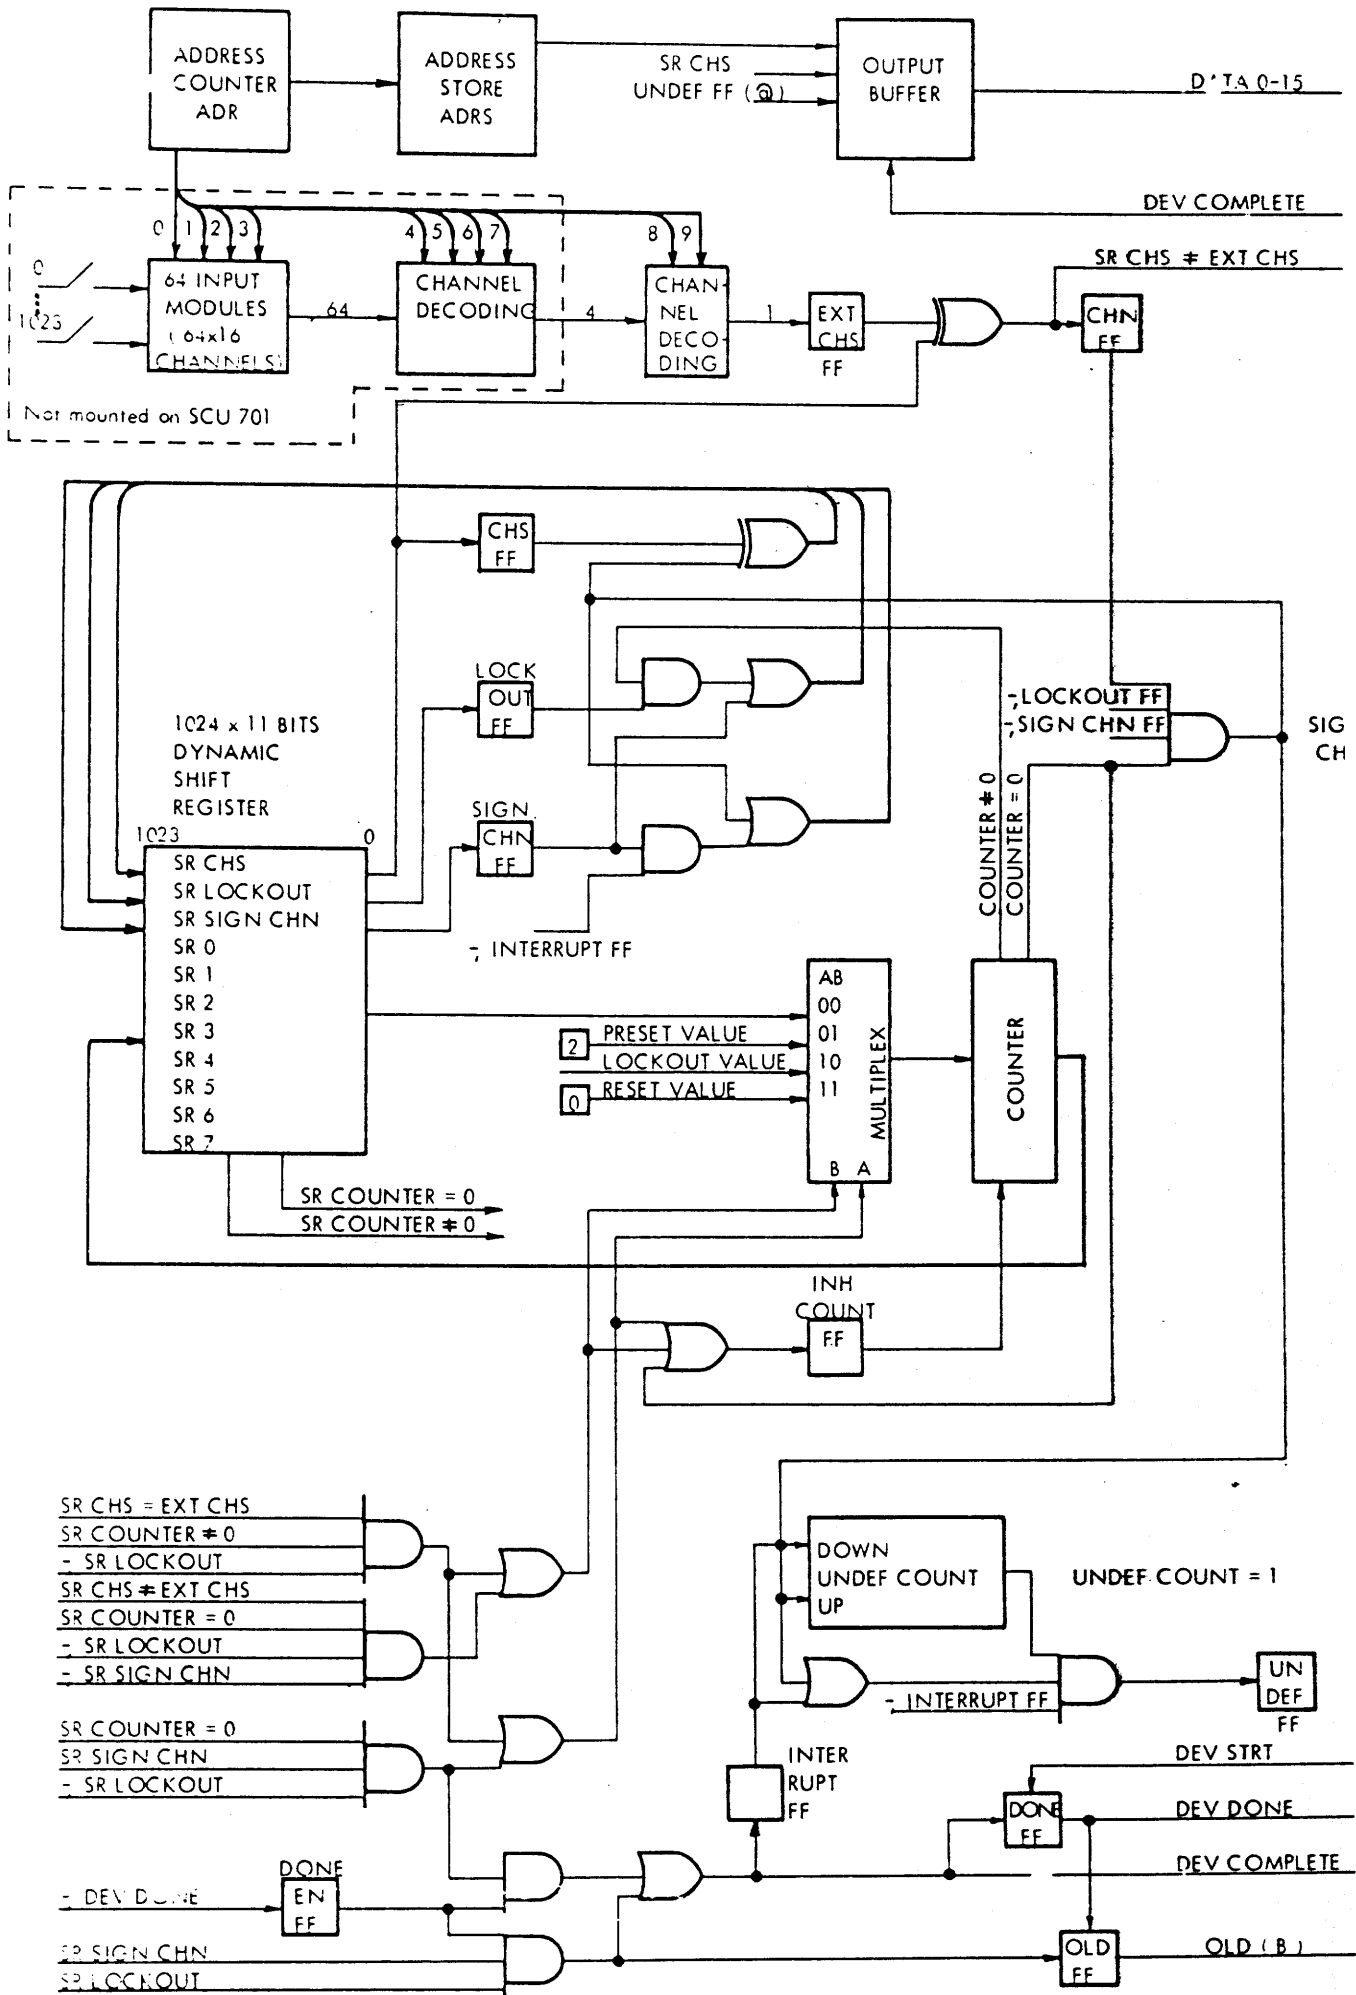 ADDRESS
COUNTER
ADR
ADDRESS
STORE
ADRS
SR CHS
UNDEF FF (@)
OUTPUT
BUFFER
D'TA 0-15
DEV COMPLETE
0 1 2 3
4 5 6 7
8 9
0
1023
64 INPUT
MODULES
(64x16
CHANNELS)
64
CHANNEL
DECODING
4
CHAN-
NEL
DECO-
DING
1
EXT
CHS
FF
SR CHS ≠ EXT CHS
CHN
FF
Not mounted on SCU 701
CHS
FF
LOCK
OUT
FF
-, LOCKOUT FF
-, SIGN CHN FF
SIG
CH
1024 x 11 BITS
DYNAMIC
SHIFT
REGISTER
SIGN
CHN
FF
COUNTER ≠ 0
COUNTER = 0
1023
0
SR CHS
SR LOCKOUT
SR SIGN CHN
SR 0
SR 1
SR 2
SR 3
SR 4
SR 5
SR 6
SR 7
-, INTERRUPT FF
AB
00
01
10
11
MULTIPLEX
B A
2
PRESET VALUE
LOCKOUT VALUE
0
RESET VALUE
COUNTER
SR COUNTER = 0
SR COUNTER ≠ 0
INH
COUNT
FF
SR CHS = EXT CHS
SR COUNTER ≠ 0
- SR LOCKOUT
SR CHS ≠ EXT CHS
SR COUNTER = 0
-, SR LOCKOUT
-, SR SIGN CHN
DOWN
UNDEF COUNT
UP
UNDEF COUNT = 1
-, INTERRUPT FF
UN
DEF
FF
SR COUNTER = 0
SR SIGN CHN
- SR LOCKOUT
INTER
RUPT
FF
DEV STRT
DONE
FF
DEV DONE
DEV COMPLETE
DONE
EN
FF
- DEV DONE
SR SIGN CHN
SR LOCKOUT
OLD
FF
OLD (B)